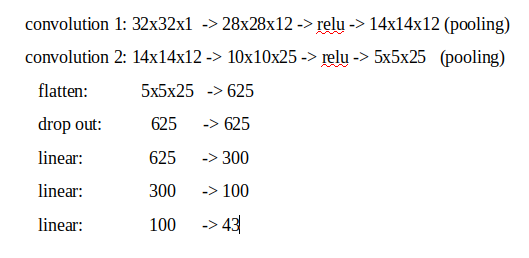 convolution 1: 32x32x1 -> 28x28x12 -> relu -> 14x14x12 (pooling)
convolution 2: 14x14x12 -> 10x10x25 -> relu -> 5x5x25 (pooling)
flatten: 5x5x25 -> 625
drop out: 625 -> 625
linear: 625 -> 300
linear: 300 -> 100
linear: 100 -> 43